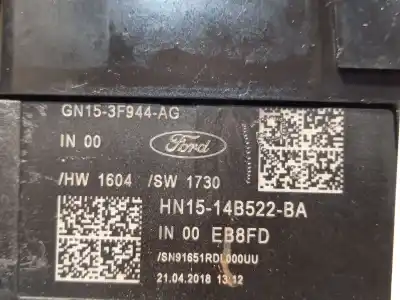 GN15-3F944-AG
IN 00 Ford
/HW 1604 /SW 1730
HN15-14B522-BA
IN 00 EB8FD
/SN91651RDL000UU
21.04.2018 13:12